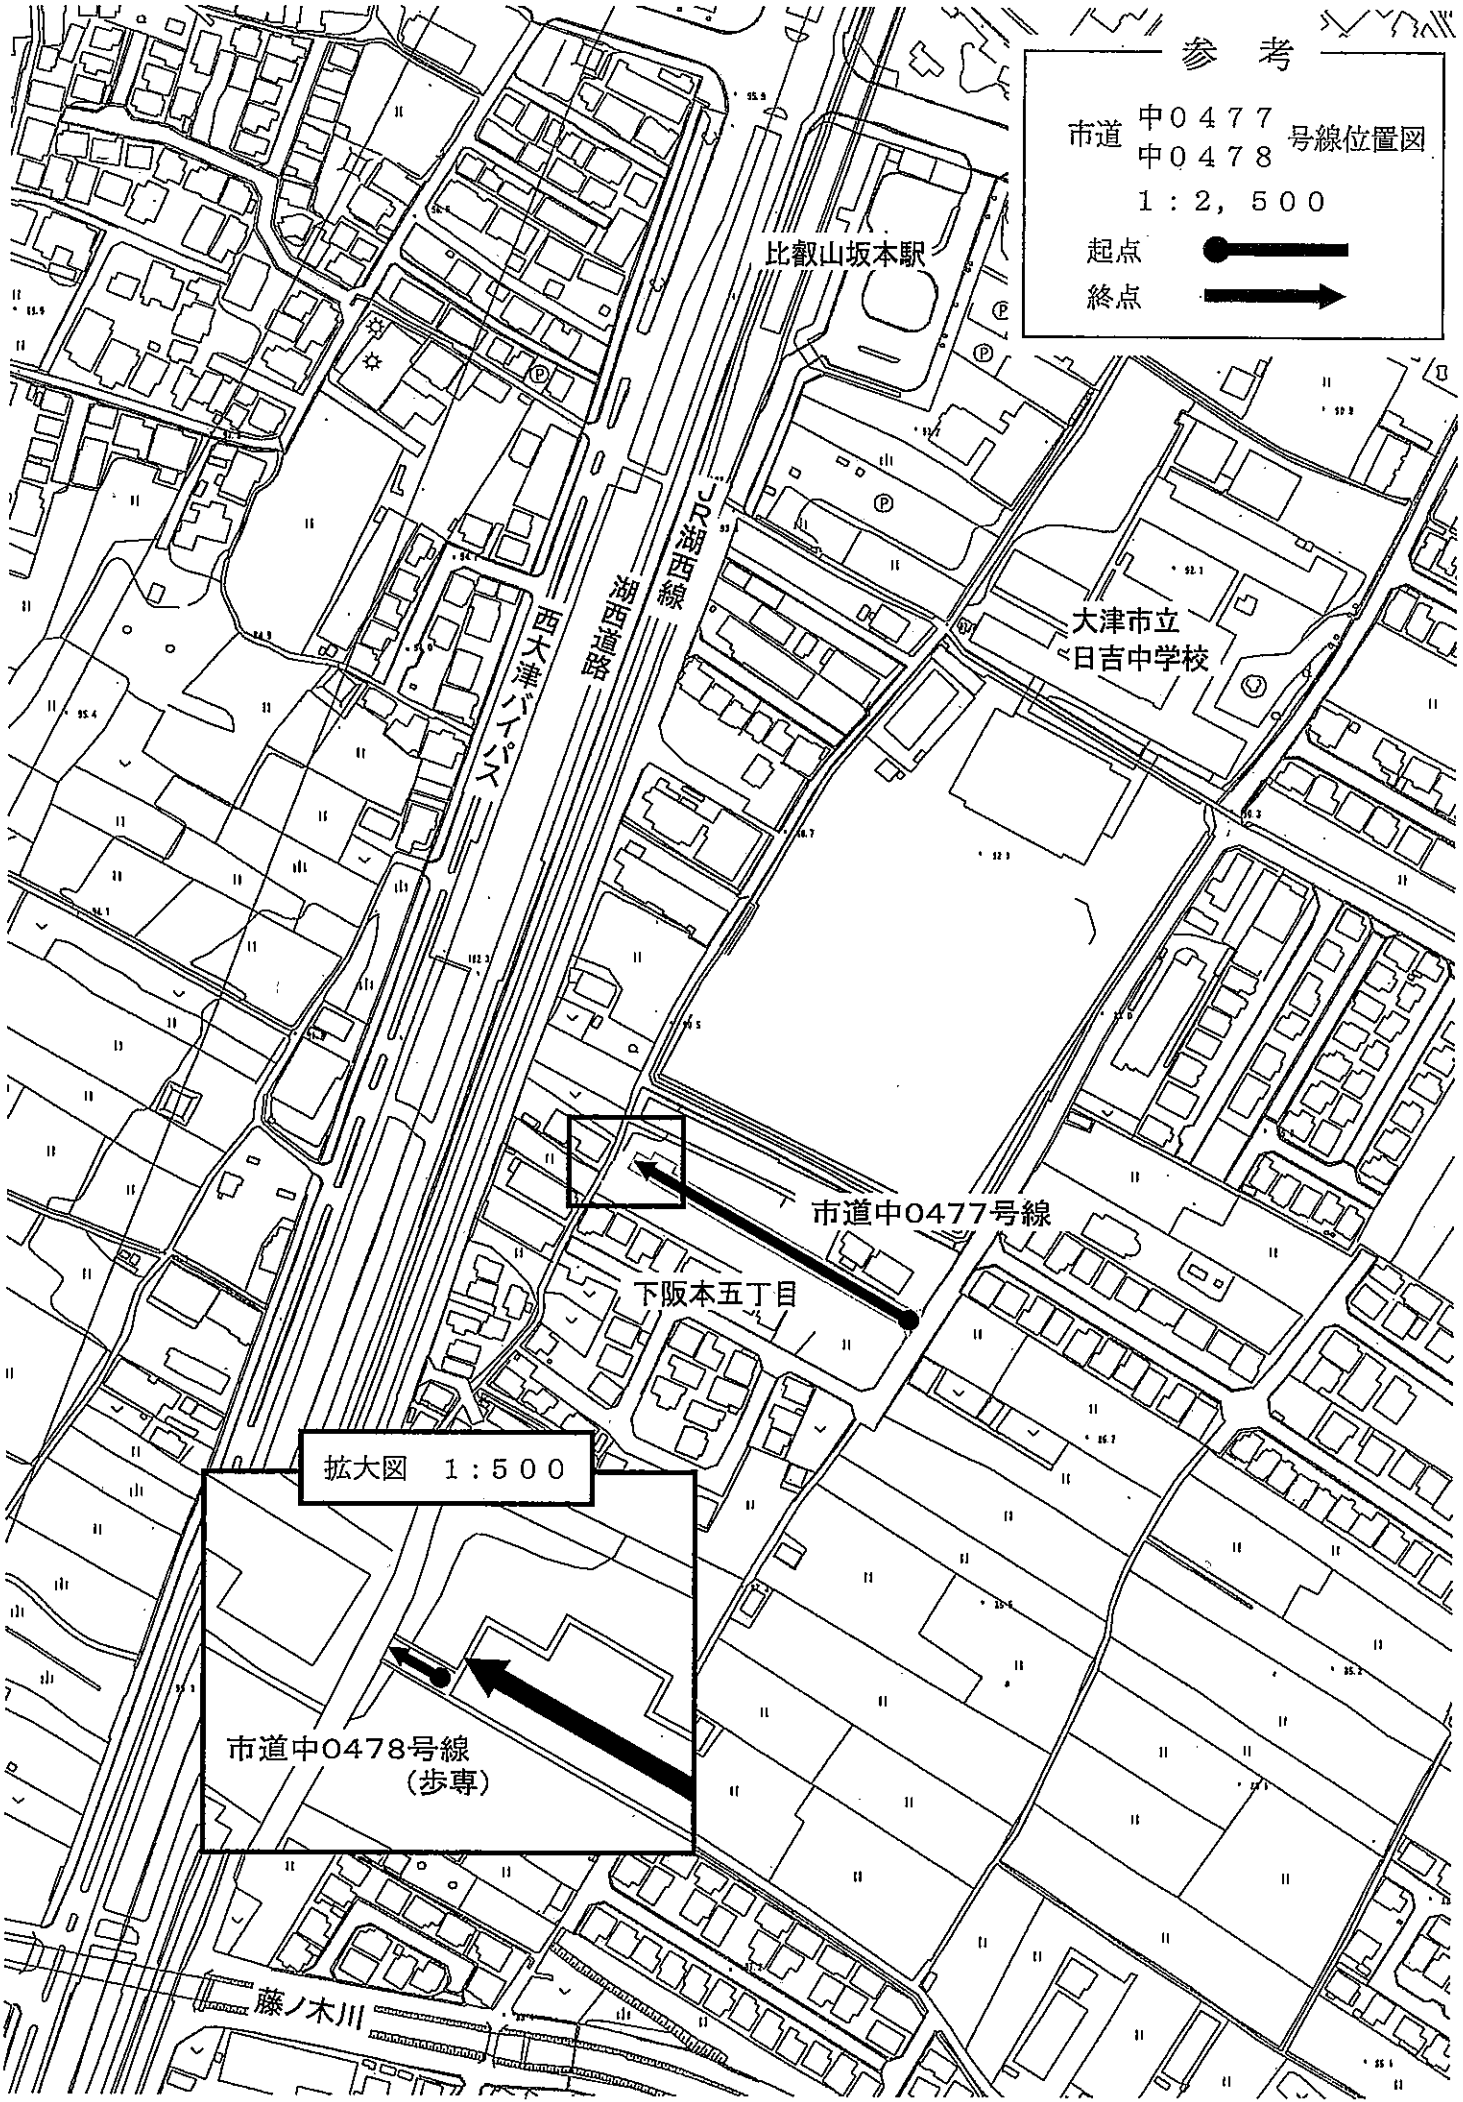 参　考
市道 中０４７７ 号線位置図
中０４７８
１：２，５００
起点
終点
比叡山坂本駅
Ⓟ
Ⓟ
Ⓟ
Ⓟ
JR湖西線
湖西道路
西大津バイパス
大津市立
日吉中学校
市道中0477号線
下阪本五丁目
拡大図　１：５００
市道中0478号線
(歩専)
藤ノ木川